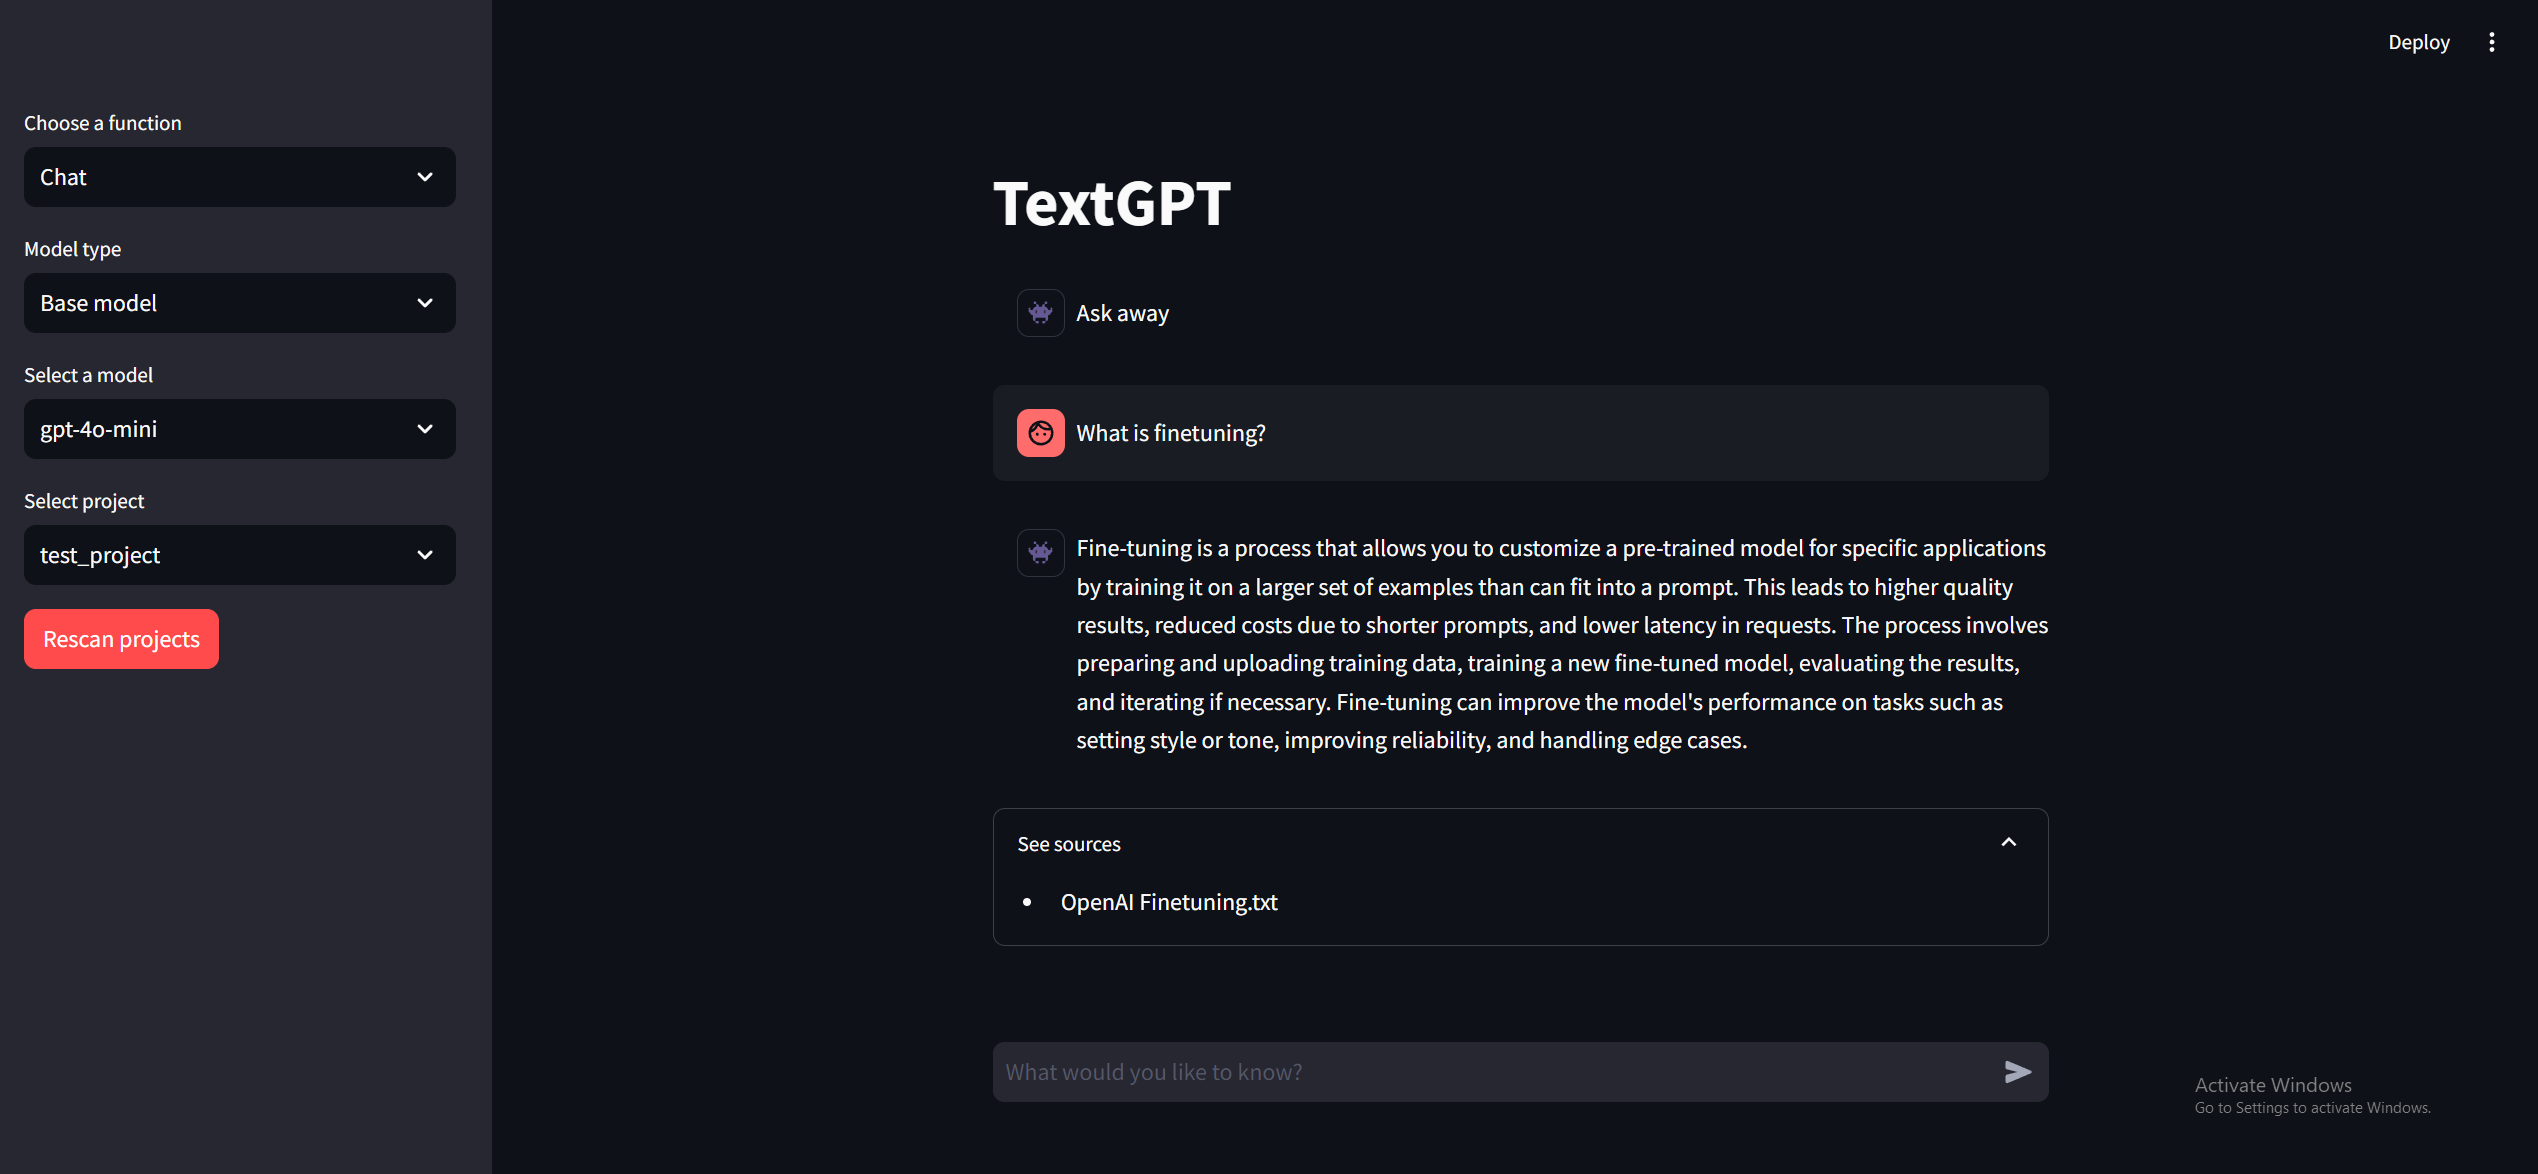 Deploy
Choose a function
Chat
Model type
Base model
Select a model
gpt-4o-mini
Select project
test_project
Rescan projects
TextGPT
Ask away
What is finetuning?
Fine-tuning is a process that allows you to customize a pre-trained model for specific applications
by training it on a larger set of examples than can fit into a prompt. This leads to higher quality
results, reduced costs due to shorter prompts, and lower latency in requests. The process involves
preparing and uploading training data, training a new fine-tuned model, evaluating the results,
and iterating if necessary. Fine-tuning can improve the model's performance on tasks such as
setting style or tone, improving reliability, and handling edge cases.
See sources
• OpenAI Finetuning.txt
What would you like to know?
Activate Windows
Go to Settings to activate Windows.